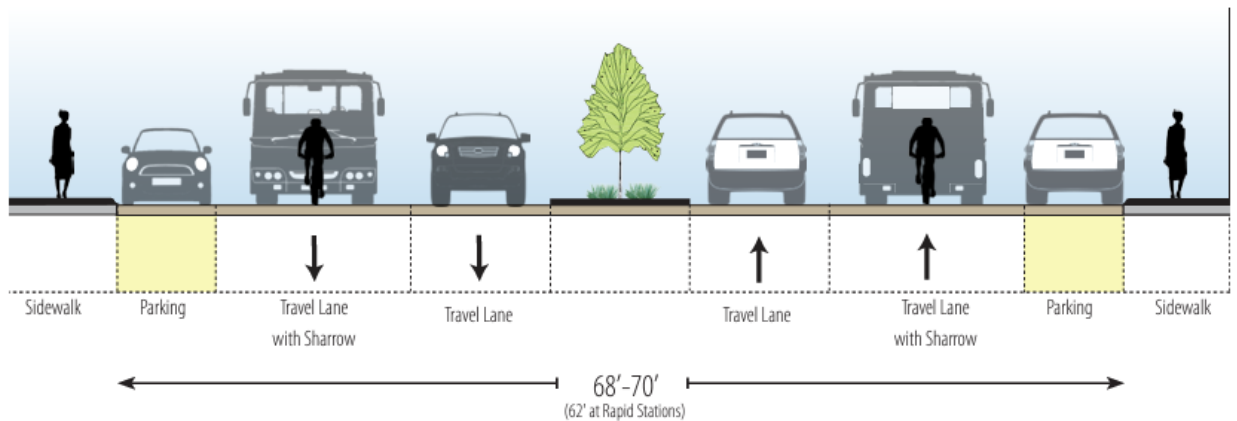 Sidewalk
Parking
Travel Lane
with Sharrow
Travel Lane
Travel Lane
Travel Lane
with Sharrow
Parking
Sidewalk
68'-70'
(62' at Rapid Stations)